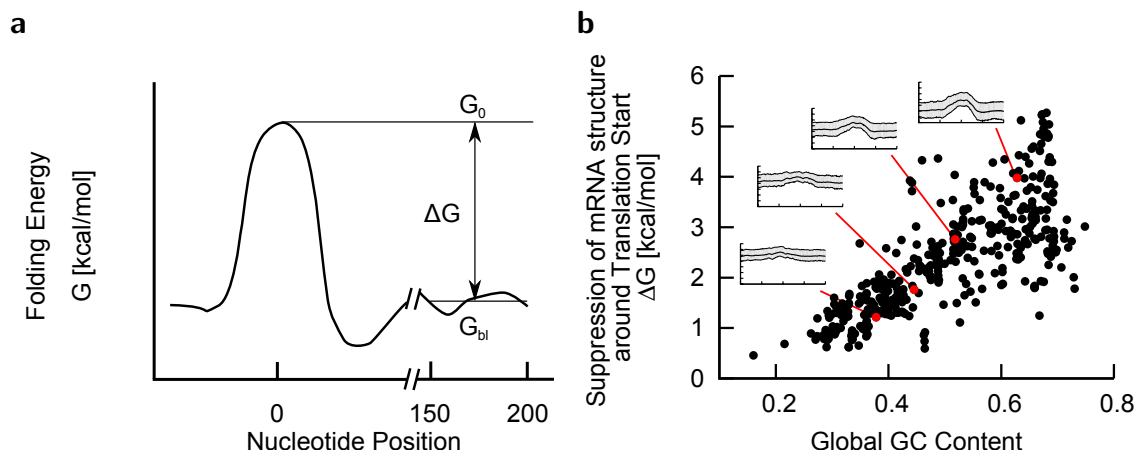 a
Folding Energy
G [kcal/mol]
G0
ΔG
Gbl
0
150
200
Nucleotide Position
b
Suppression of mRNA structure
around Translation Start
ΔG [kcal/mol]
6
5
4
3
2
1
0
0.2
0.4
0.6
0.8
Global GC Content